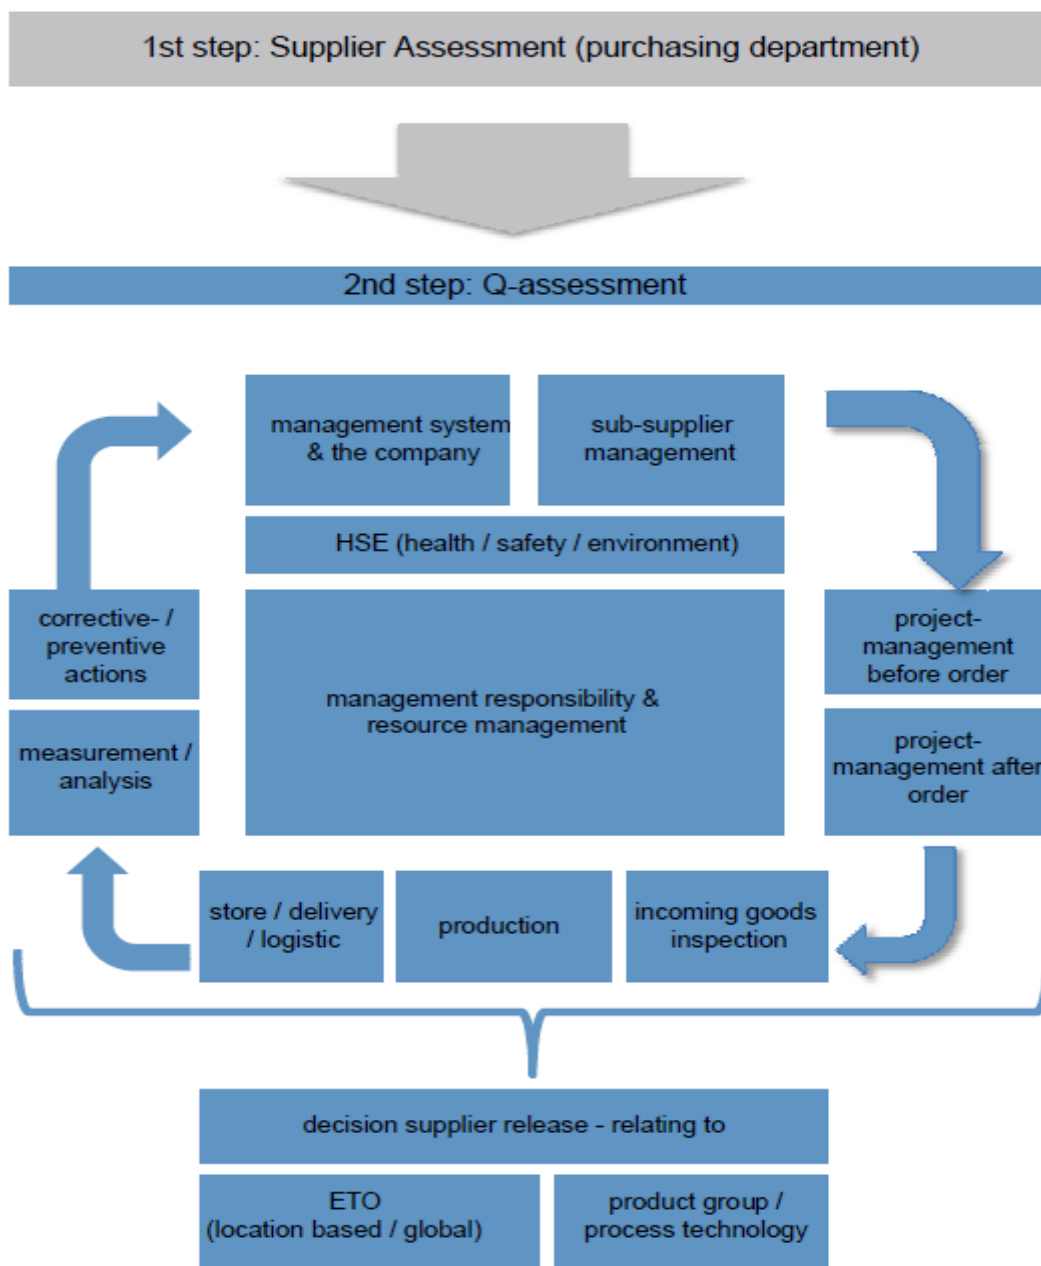 1st step: Supplier Assessment (purchasing department)
2nd step: Q-assessment
management system
& the company
sub-supplier
management
HSE (health / safety / environment)
corrective- /
preventive
actions
management responsibility &
resource management
project-
management
before order
measurement /
analysis
project-
management after
order
store / delivery
/ logistic
production
incoming goods
inspection
decision supplier release - relating to
ETO
(location based / global)
product group /
process technology